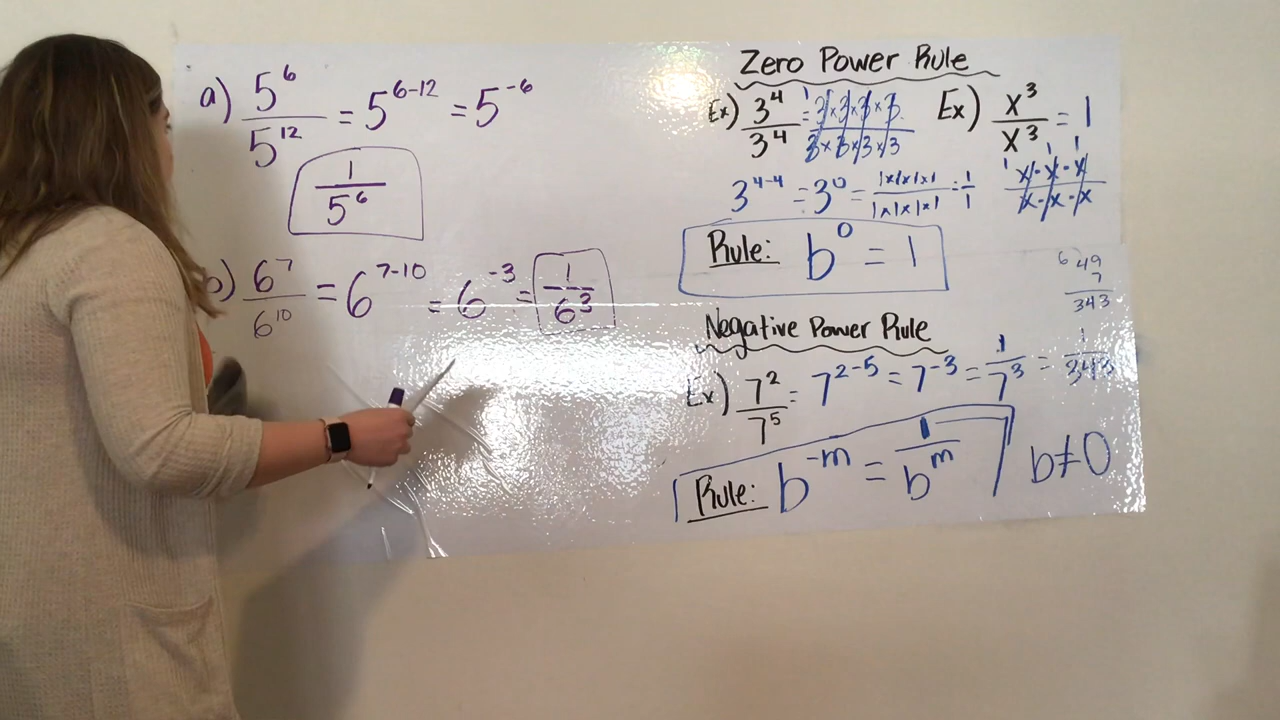 a) 5^6 / 5^12 = 5^(6-12) = 5^-6
1 / 5^6
b) 6^7 / 6^10 = 6^(7-10) = 6^-3 = 1 / 6^3
Zero Power Rule
Ex) 3^4 / 3^4 = 3×3×3×3 / 3×3×3×3
3^(4-4) = 3^0 = 1×1×1×1 / 1×1×1×1 = 1/1
Ex) x^3 / x^3 = 1
x·x·x / x·x·x
Rule: b^0 = 1
6 49
7
343
Negative Power Rule
Ex) 7^2 / 7^5 = 7^(2-5) = 7^-3 = 1 / 7^3 = 1 / 343
Rule: b^-m = 1 / b^m
b≠0